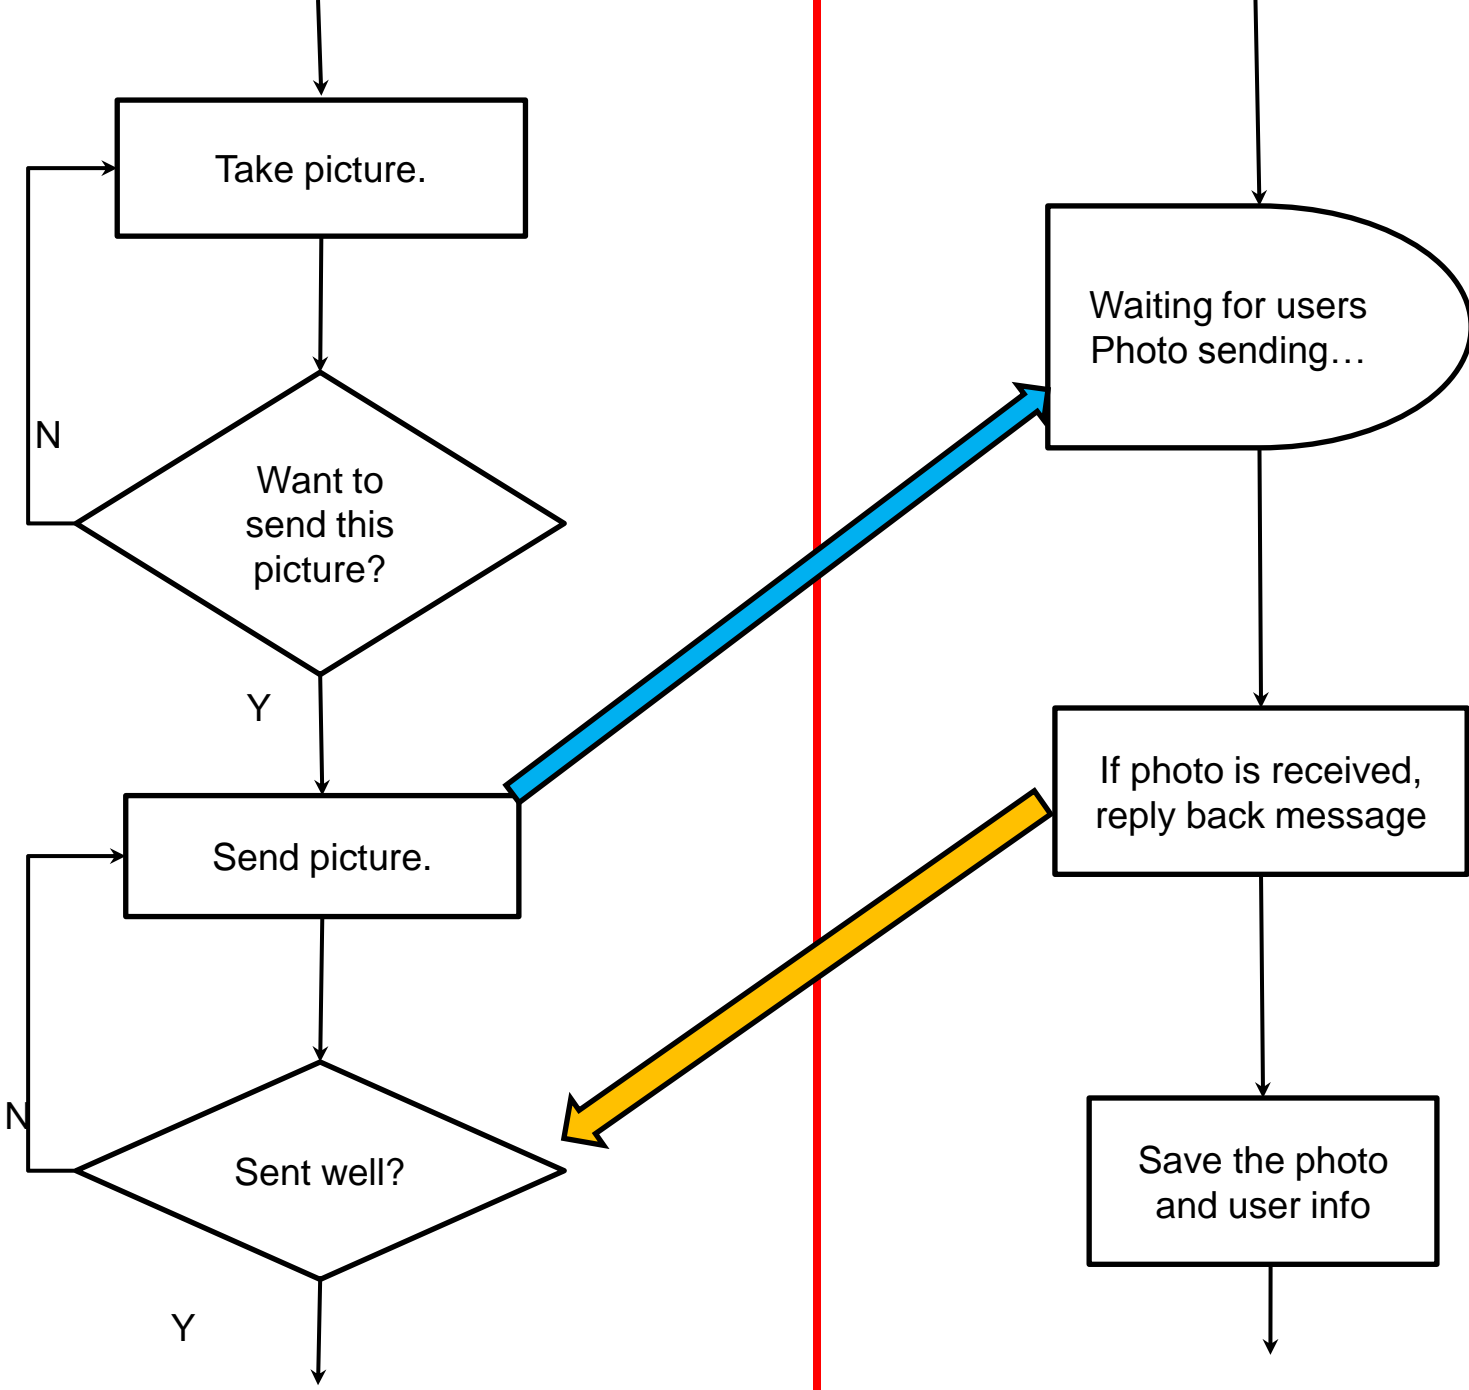 Take picture.
N
Want to
send this
picture?
Y
Send picture.
N
Sent well?
Y
Waiting for users
Photo sending…
If photo is received,
reply back message
Save the photo
and user info